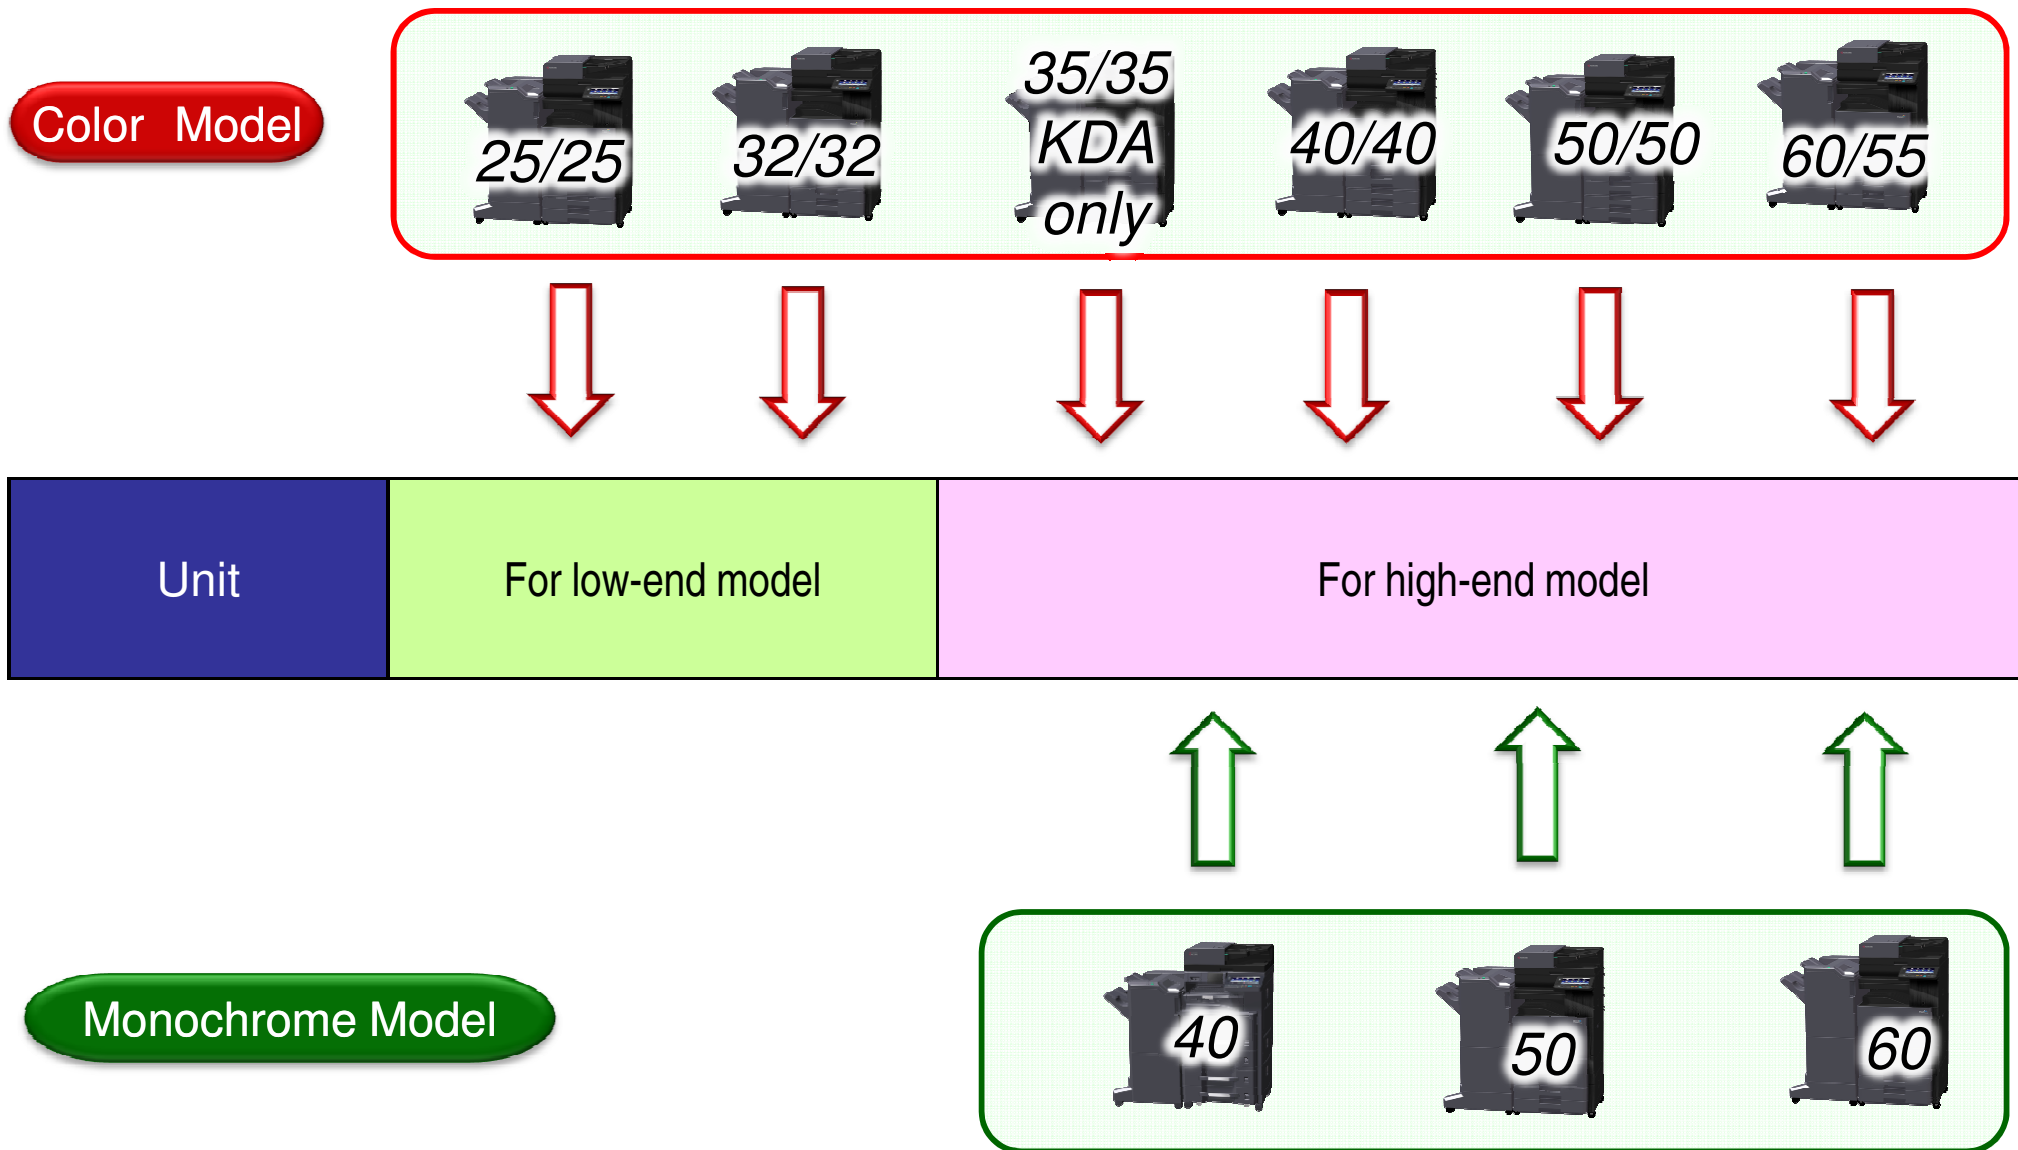 Color Model
25/25
32/32
35/35
KDA
only
40/40
50/50
60/55
Unit
For low-end model
For high-end model
Monochrome Model
40
50
60